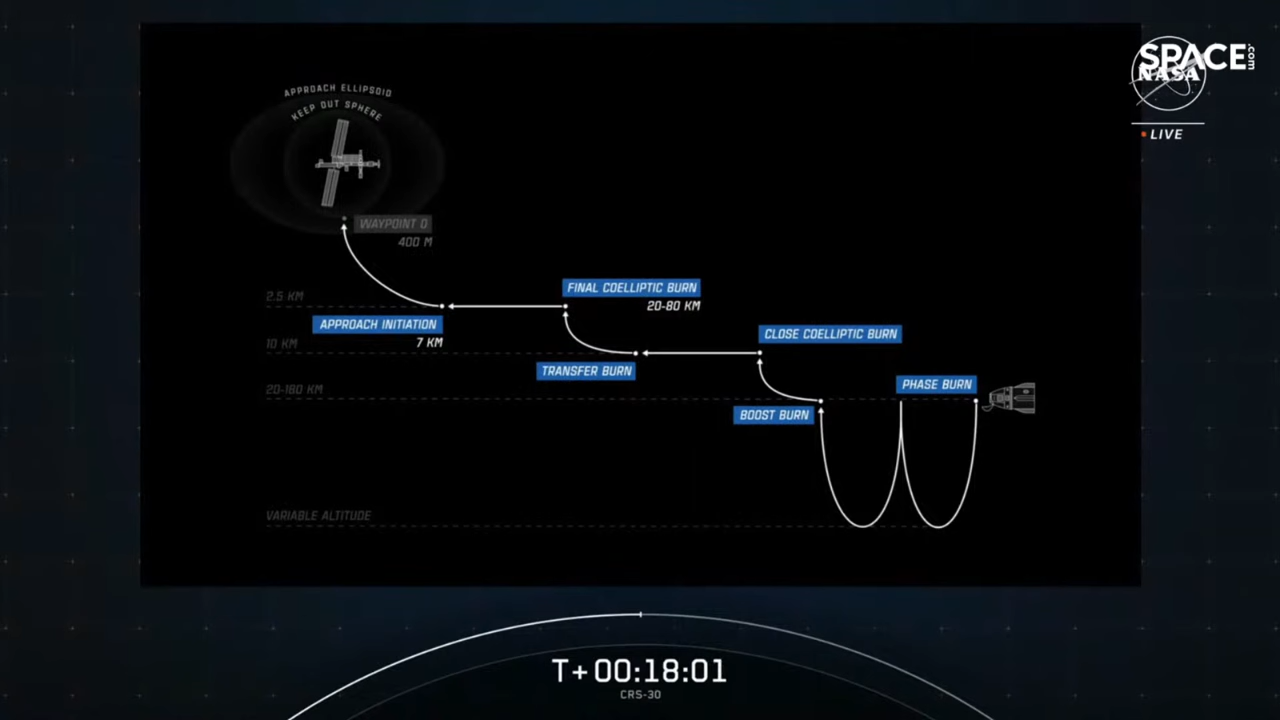 SPACE.com
NASA
LIVE
APPROACH ELLIPSOID
KEEP OUT SPHERE
WAYPOINT 0
400 M
2.5 KM
FINAL COELLIPTIC BURN
20-80 KM
APPROACH INITIATION
7 KM
10 KM
CLOSE COELLIPTIC BURN
TRANSFER BURN
20-180 KM
PHASE BURN
BOOST BURN
VARIABLE ALTITUDE
T+00:18:01
CRS-30